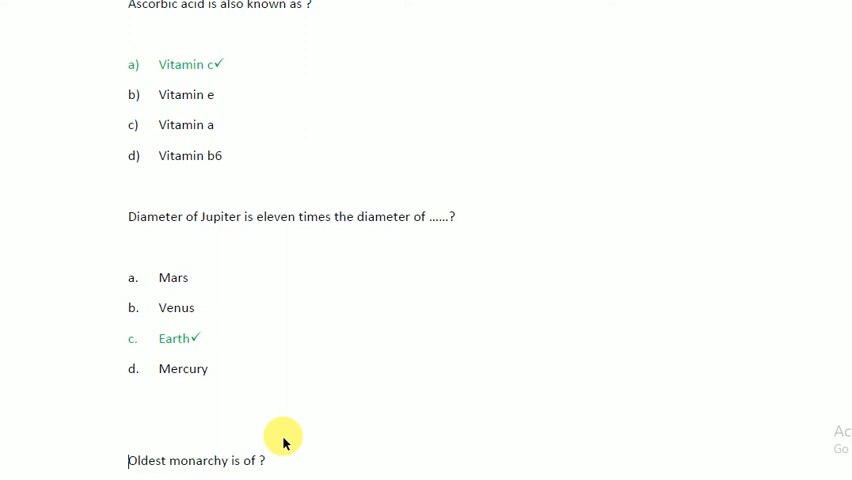 Ascorbic acid is also known as ?
a) Vitamin c✓
b) Vitamin e
c) Vitamin a
d) Vitamin b6
Diameter of Jupiter is eleven times the diameter of ......?
a. Mars
b. Venus
c. Earth✓
d. Mercury
Oldest monarchy is of ?
Ac
Go